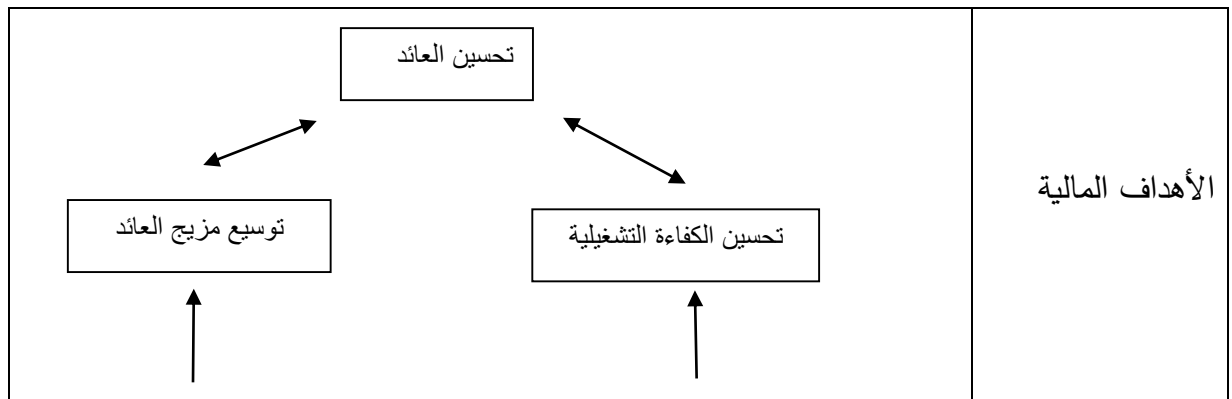 الأهداف المالية
تحسين العائد
تحسين الكفاءة التشغيلية
توسيع مزيج العائد